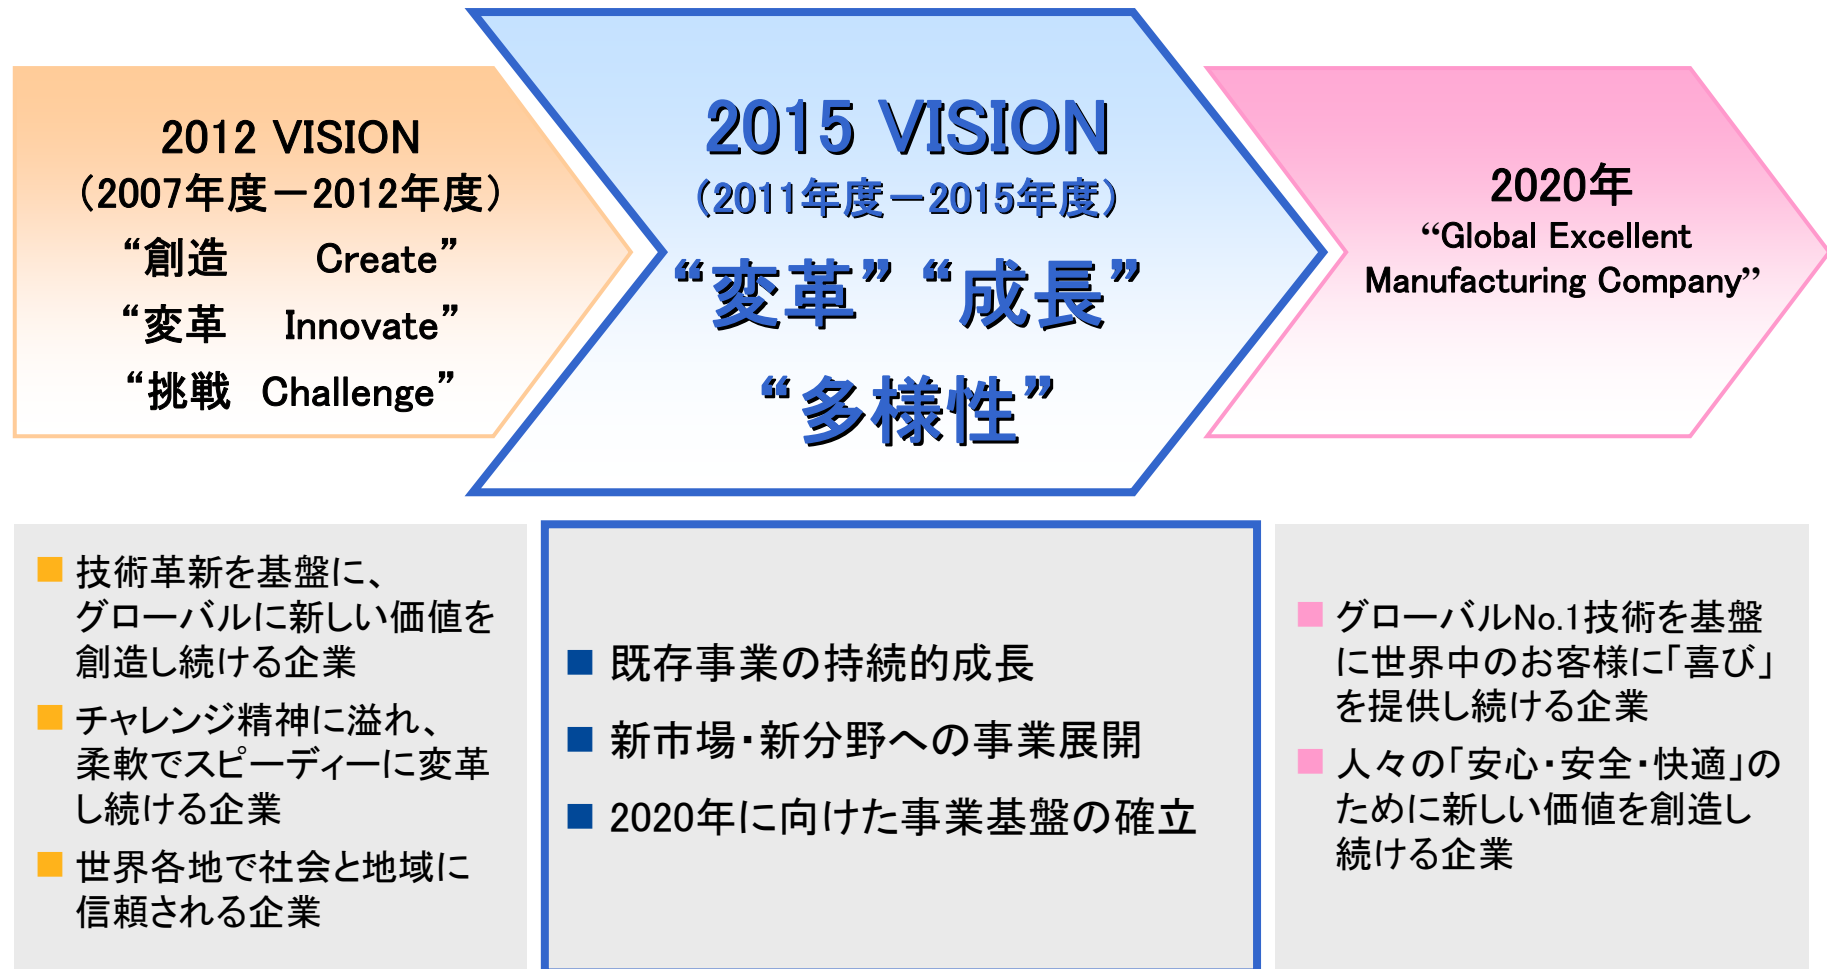 2012 VISION
（2007年度－2012年度）
“創造　　Create”
“変革　Innovate”
“挑戦　Challenge”
2015 VISION
（2011年度－2015年度）
“変革” “成長”
“多様性”
2020年
“Global Excellent
Manufacturing Company”
■ 技術革新を基盤に、
グローバルに新しい価値を
創造し続ける企業
■ チャレンジ精神に溢れ、
柔軟でスピーディーに変革
し続ける企業
■ 世界各地で社会と地域に
信頼される企業
■ 既存事業の持続的成長
■ 新市場・新分野への事業展開
■ 2020年に向けた事業基盤の確立
■ グローバルNo.1技術を基盤
に世界中のお客様に「喜び」
を提供し続ける企業
■ 人々の「安心・安全・快適」の
ために新しい価値を創造し
続ける企業